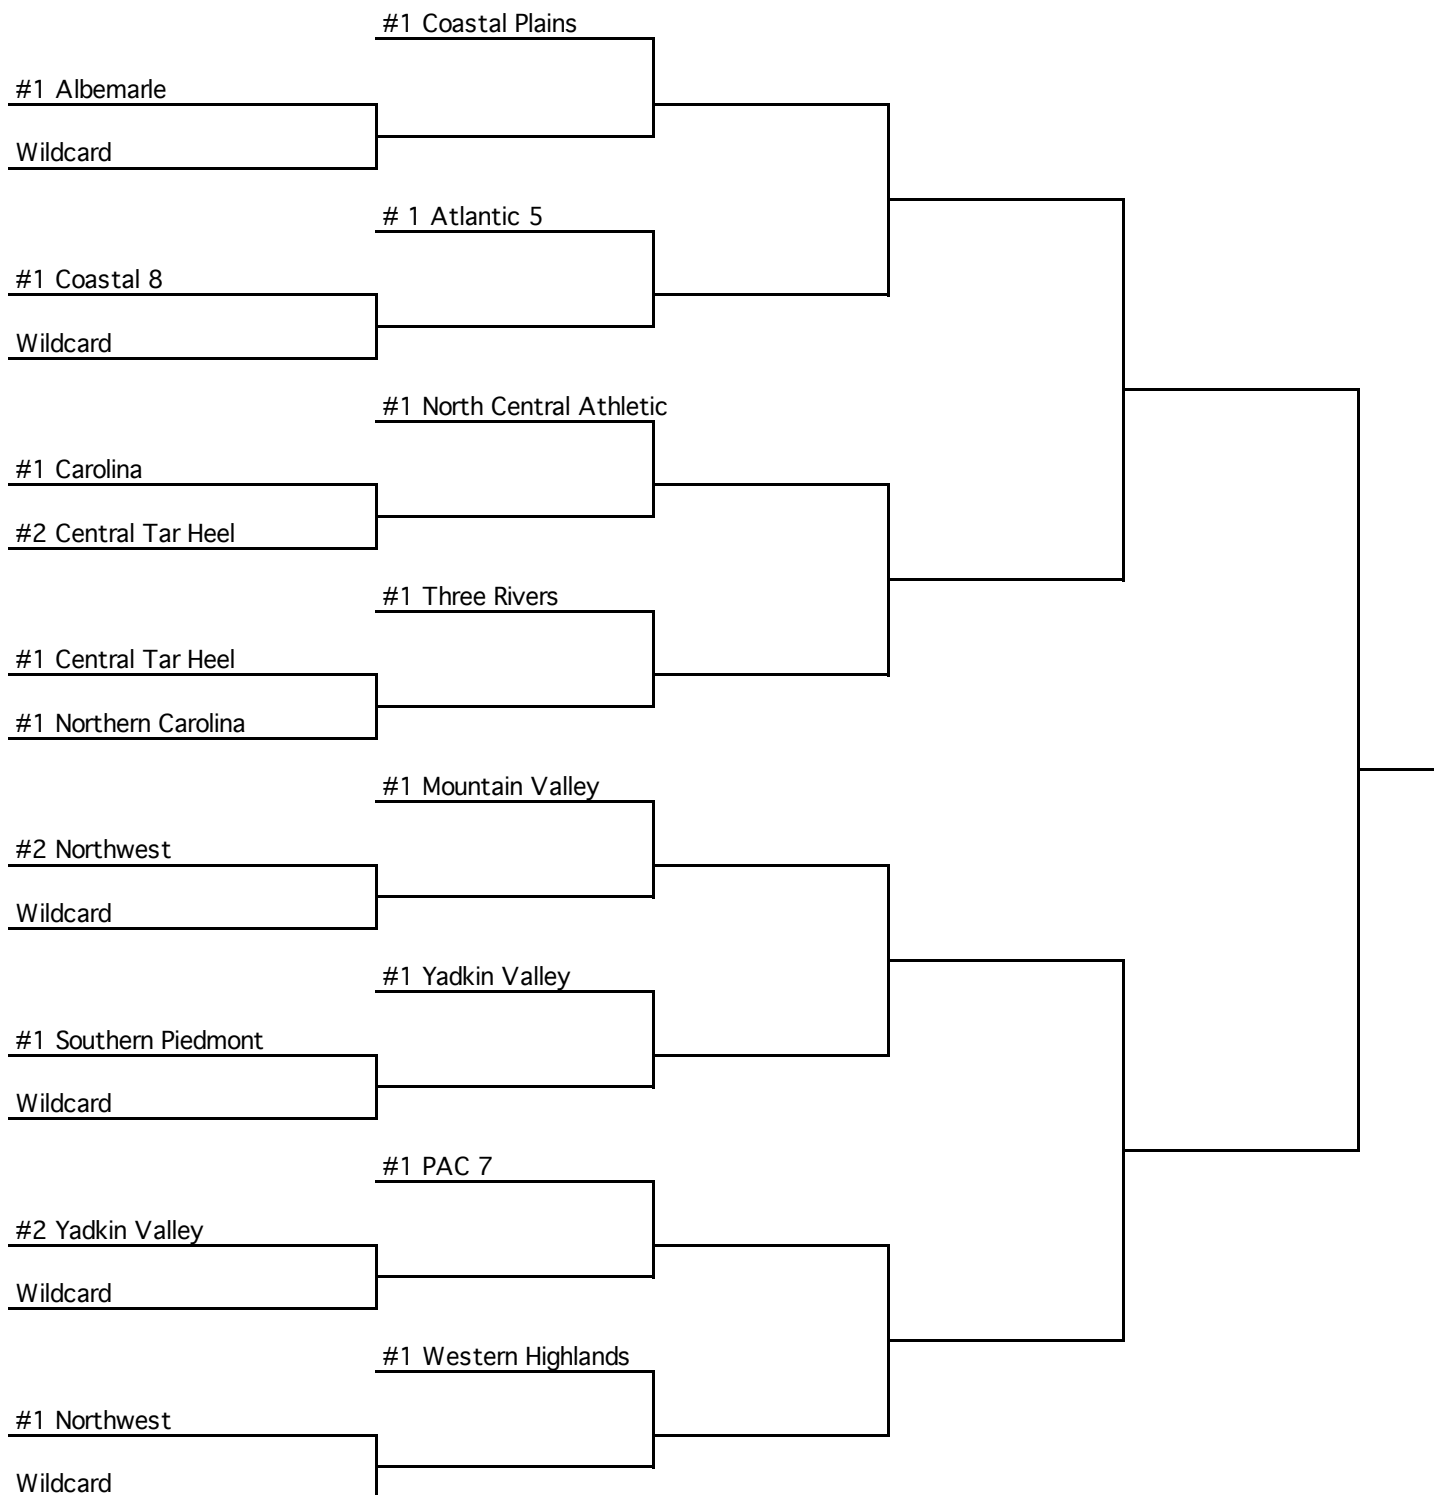 #1 Coastal Plains
#1 Albemarle
Wildcard
# 1 Atlantic 5
#1 Coastal 8
Wildcard
#1 North Central Athletic
#1 Carolina
#2 Central Tar Heel
#1 Three Rivers
#1 Central Tar Heel
#1 Northern Carolina
#1 Mountain Valley
#2 Northwest
Wildcard
#1 Yadkin Valley
#1 Southern Piedmont
Wildcard
#1 PAC 7
#2 Yadkin Valley
Wildcard
#1 Western Highlands
#1 Northwest
Wildcard